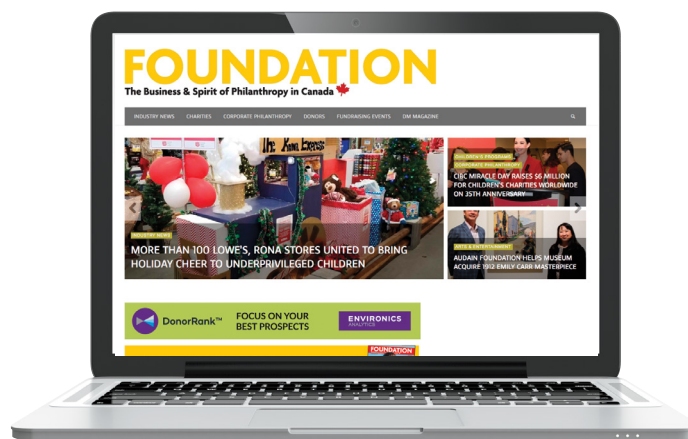 FOUNDATION
The Business & Spirit of Philanthropy in Canada
INDUSTRY NEWS CHARITIES CORPORATE PHILANTHROPY DONORS FUNDRAISING EVENTS DM MAGAZINE
The Rona Express
INDUSTRY NEWS
MORE THAN 100 LOWE'S, RONA STORES UNITED TO BRING
HOLIDAY CHEER TO UNDERPRIVILEGED CHILDREN
CHILDREN'S PROGRAMS
CORPORATE PHILANTHROPY
CIBC MIRACLE DAY RAISES $6 MILLION
FOR CHILDREN'S CHARITIES WORLDWIDE
ON 35TH ANNIVERSARY
ARTS & ENTERTAINMENT
AUDAIN FOUNDATION HELPS MUSEUM
ACQUIRE 1912 EMILY CARR MASTERPIECE
DonorRank™
FOCUS ON YOUR
BEST PROSPECTS
ENVIRONICS
ANALYTICS
FOUNDATION